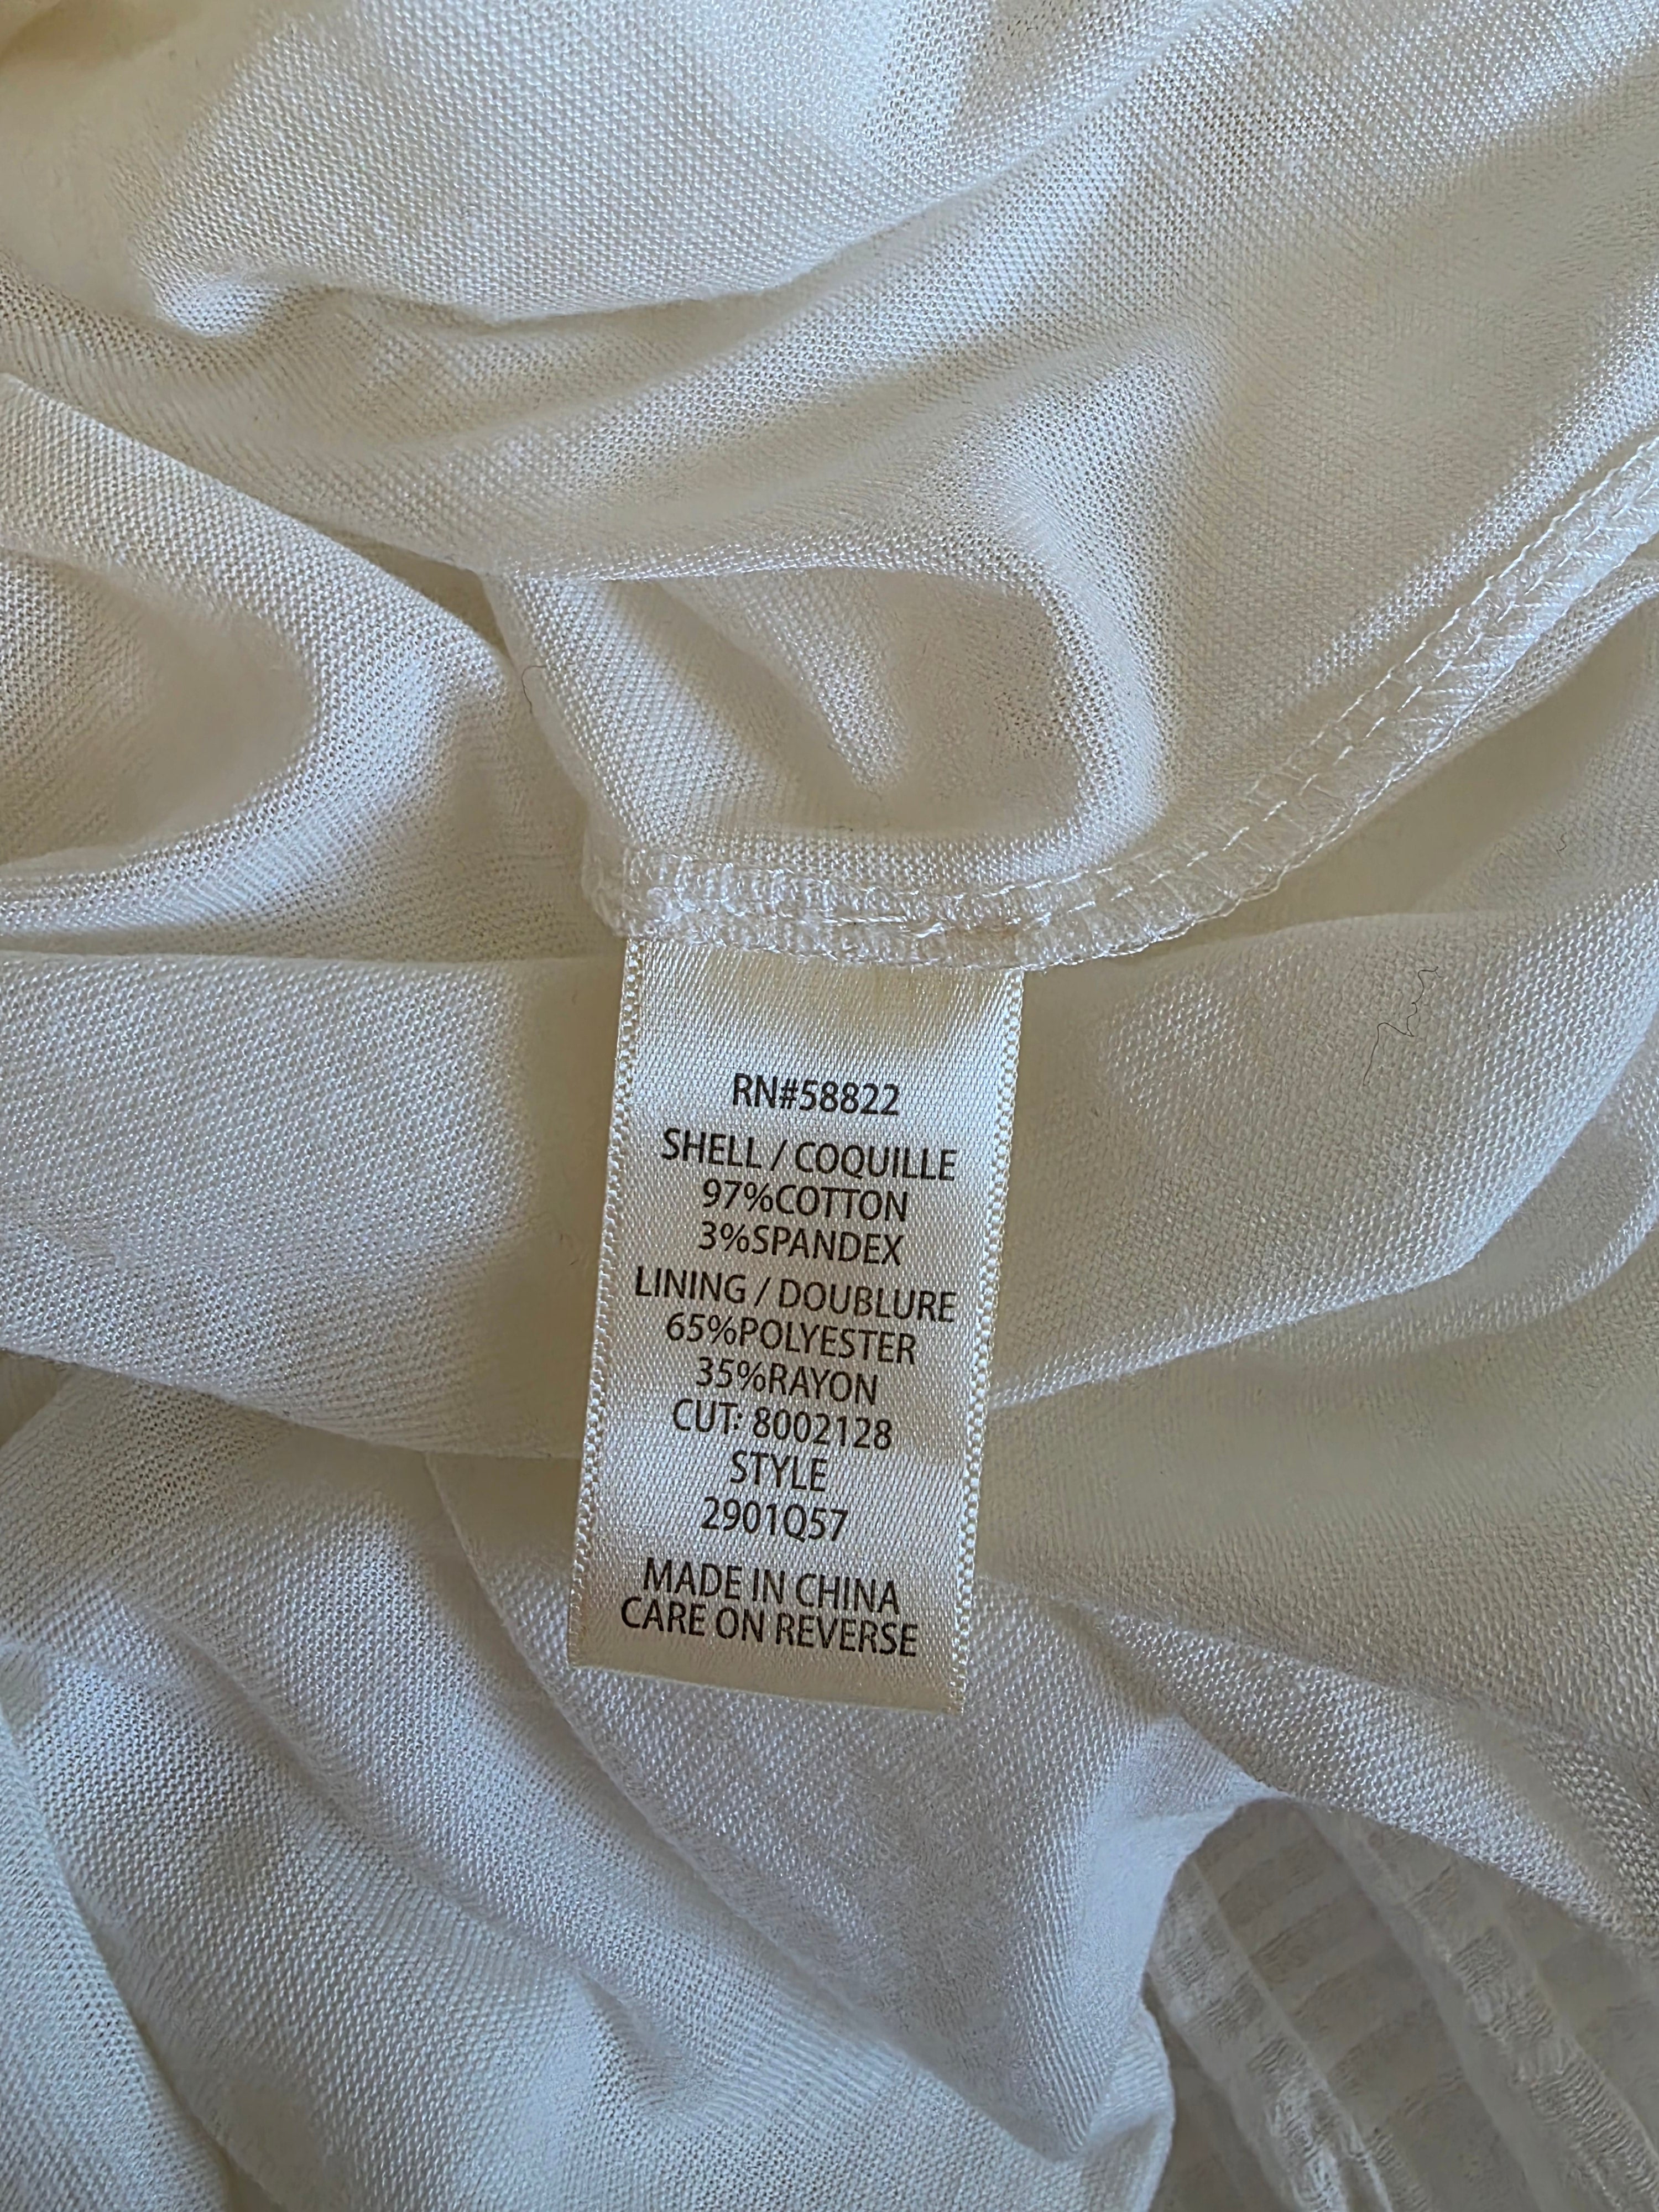 RN#58822
SHELL / COQUILLE
97%COTTON
3%SPANDEX
LINING / DOUBLURE
65%POLYESTER
35%RAYON
CUT: 8002128
STYLE
2901Q57
MADE IN CHINA
CARE ON REVERSE